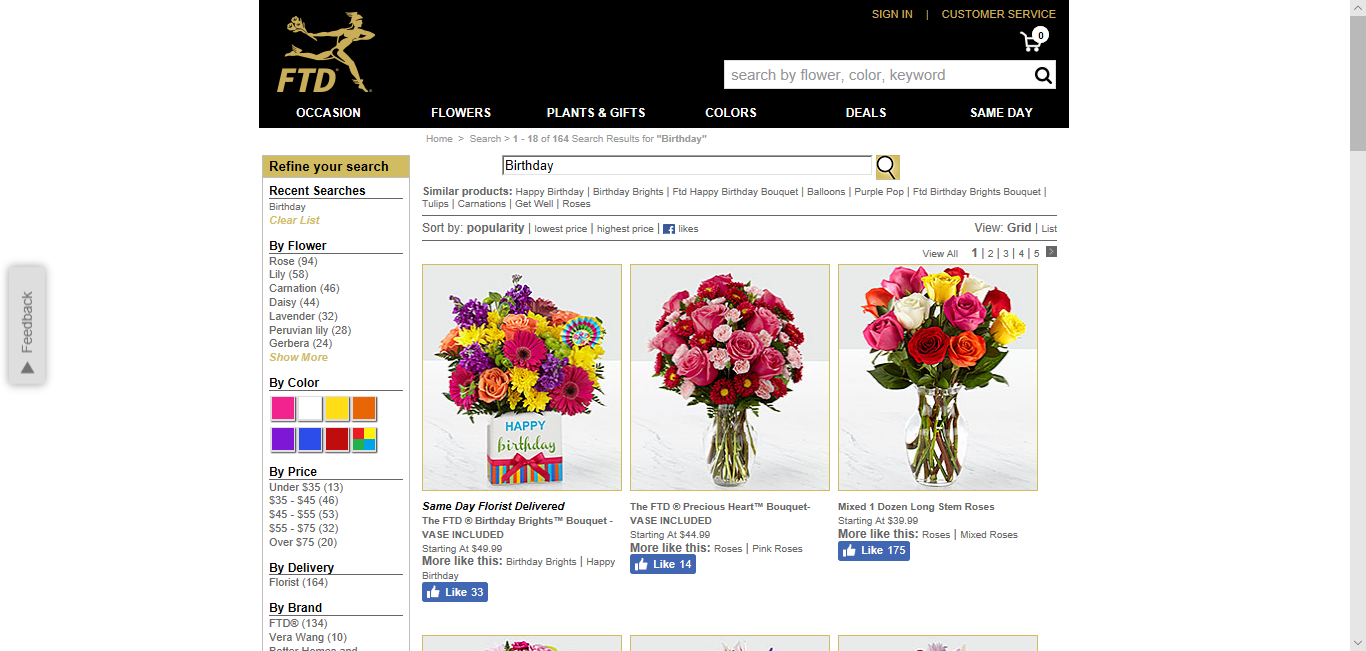 SIGN IN | CUSTOMER SERVICE
0
FTD
search by flower, color, keyword
OCCASION FLOWERS PLANTS & GIFTS COLORS DEALS SAME DAY
Home > Search > 1 - 18 of 164 Search Results for "Birthday"
Refine your search
Recent Searches
Birthday
Clear List
By Flower
Rose (94)
Lily (58)
Carnation (46)
Daisy (44)
Lavender (32)
Peruvian lily (28)
Gerbera (24)
Show More
By Color
By Price
Under $35 (13)
$35 - $45 (46)
$45 - $55 (53)
$55 - $75 (32)
Over $75 (20)
By Delivery
Florist (164)
By Brand
FTD® (134)
Vera Wang (10)
Better Homes and
Feedback
Birthday
Similar products: Happy Birthday | Birthday Brights | Ftd Happy Birthday Bouquet | Balloons | Purple Pop | Ftd Birthday Brights Bouquet |
Tulips | Carnations | Get Well | Roses
Sort by: popularity | lowest price | highest price | f likes
View: Grid | List
View All 1 | 2 | 3 | 4 | 5 >
HAPPY
birthday
Same Day Florist Delivered
The FTD ® Birthday Brights™ Bouquet -
VASE INCLUDED
Starting At $49.99
More like this: Birthday Brights | Happy
Birthday
Like 33
The FTD ® Precious Heart™ Bouquet-
VASE INCLUDED
Starting At $44.99
More like this: Roses | Pink Roses
Like 14
Mixed 1 Dozen Long Stem Roses
Starting At $39.99
More like this: Roses | Mixed Roses
Like 175